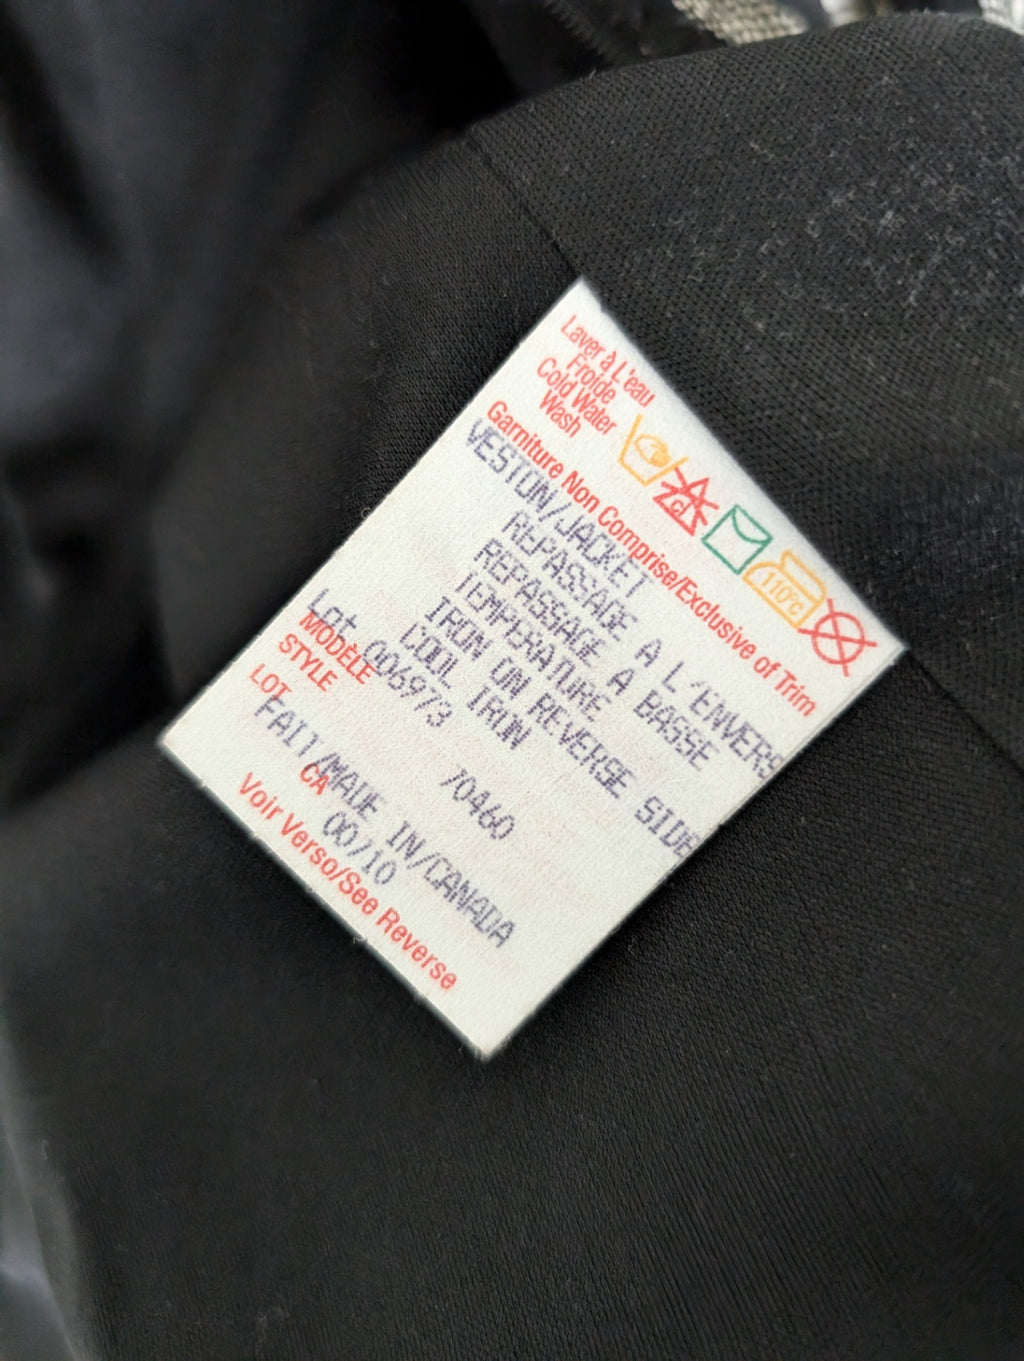 Laver à L'eau
Froide
Cold Water
Wash
cl
110°c
Garniture Non Comprise/Exclusive of Trim
VESTON/JACKET
REPASSAGE A L'ENVERS
REPASSAGE A BASSE
TEMPERATURE
IRON ON REVERSE SIDE
COOL IRON
Lot 006973
MODÈLE
STYLE
70460
LOT
FAIT/MADE IN/CANADA
CA
00/10
Voir Verso/See Reverse